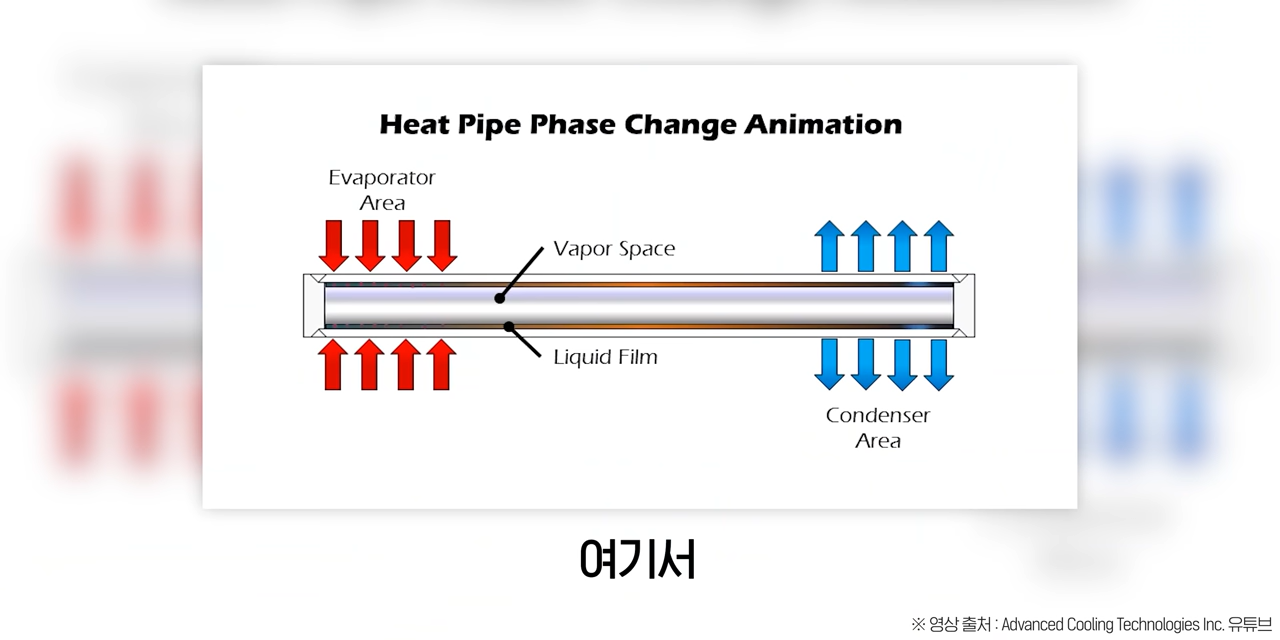 Heat Pipe Phase Change Animation
Evaporator
Area
Vapor Space
Liquid Film
Condenser
Area
여기서
※ 영상 출처 : Advanced Cooling Technologies Inc. 유튜브